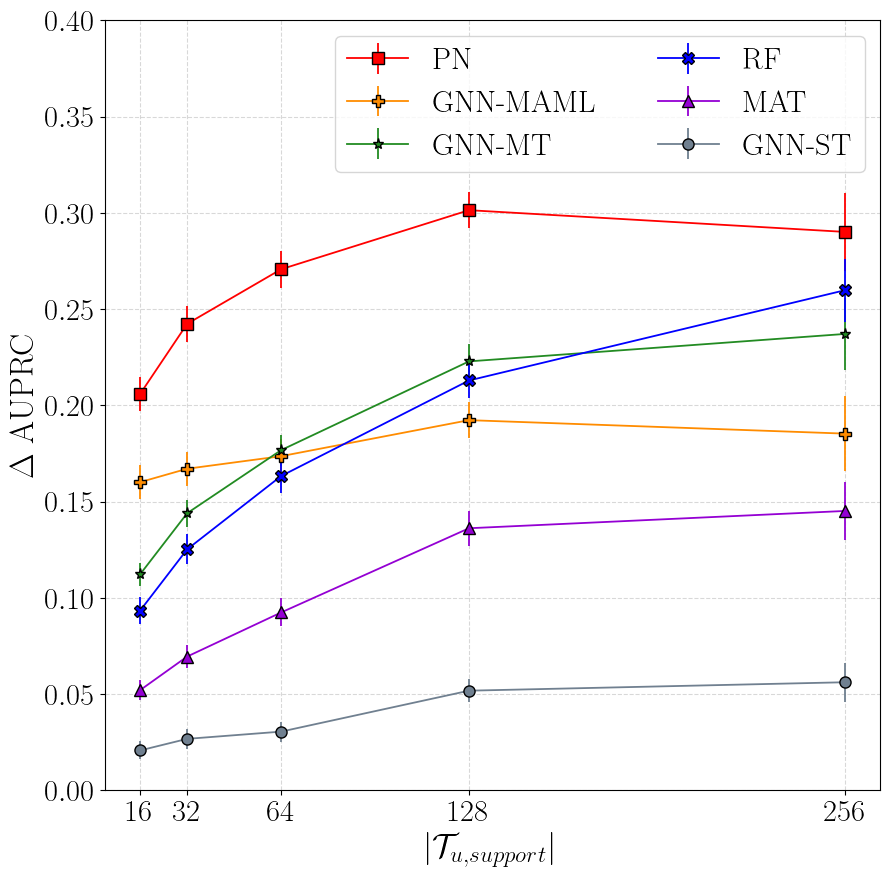 0.40
0.35
0.30
0.25
0.20
0.15
0.10
0.05
0.00
Δ AUPRC
PN
GNN-MAML
GNN-MT
RF
MAT
GNN-ST
16 32 64 128 256
|𝒯u,support|